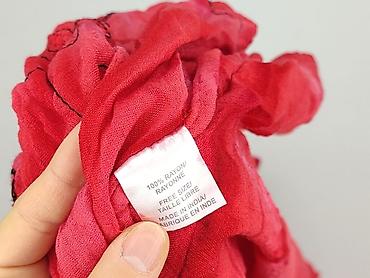 100% RAYON/
RAYONNE
FREE SIZE/
TAILLE LIBRE
MADE IN INDIA/
FABRIQUE EN INDE